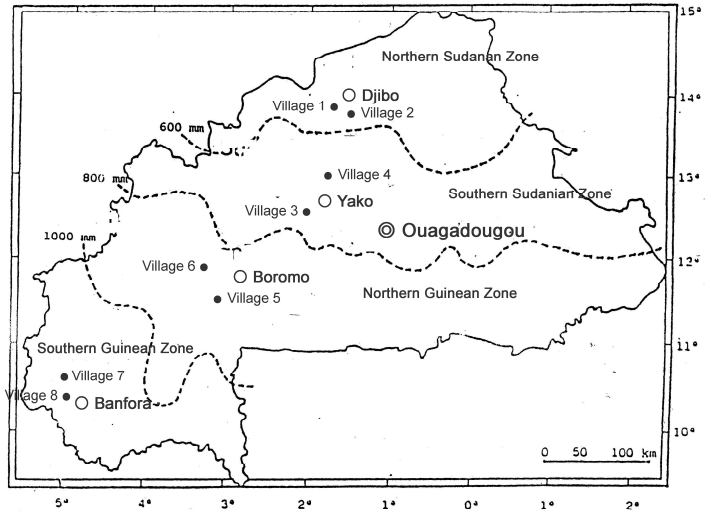 15°
Northern Sudanan Zone
Djibo
14°
Village 1
Village 2
600 mm
Village 4
13°
800 mm
Southern Sudanian Zone
Yako
Village 3
Ouagadougou
1000 mm
12°
Village 6
Boromo
Northern Guinean Zone
Village 5
11°
Southern Guinean Zone
Village 7
Village 8
Banfora
10°
0 50 100 km
5° 4° 3° 2° 1° 0° 1° 2°